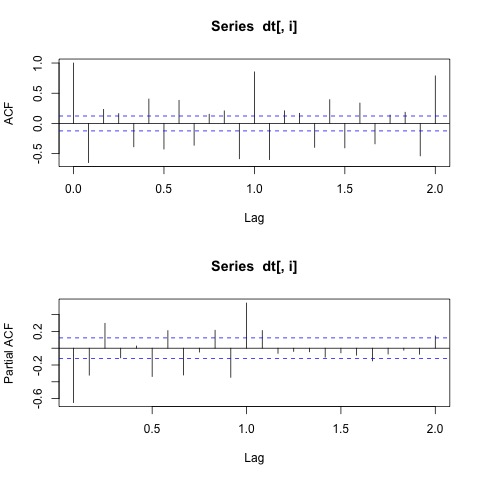 Series dt[, i]
ACF
1.0
0.5
0.0
-0.5
0.0 0.5 1.0 1.5 2.0
Lag
Series dt[, i]
Partial ACF
0.2
-0.2
-0.6
0.5 1.0 1.5 2.0
Lag